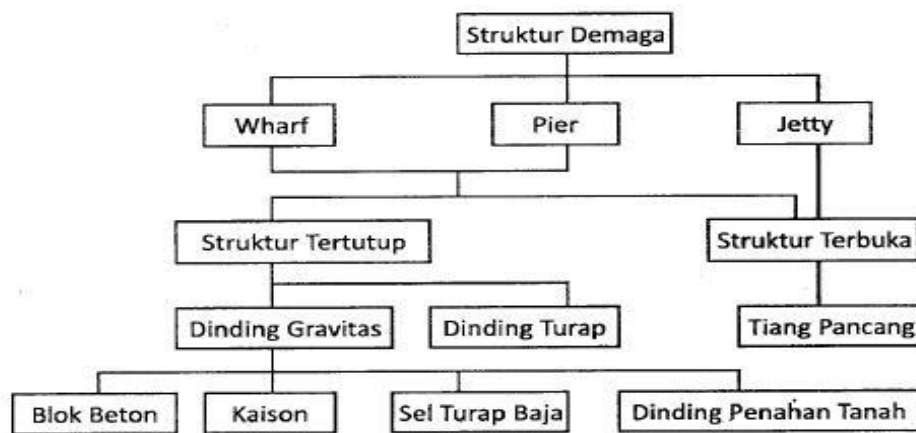 Struktur Demaga
Wharf
Pier
Jetty
Struktur Tertutup
Struktur Terbuka
Dinding Gravitas
Dinding Turap
Tiang Pancang
Blok Beton
Kaison
Sel Turap Baja
Dinding Penahan Tanah